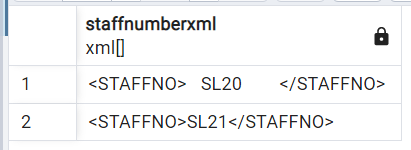 staffnumberxml
xml[]
1 <STAFFNO>   SL20        </STAFFNO>
2 <STAFFNO>SL21</STAFFNO>